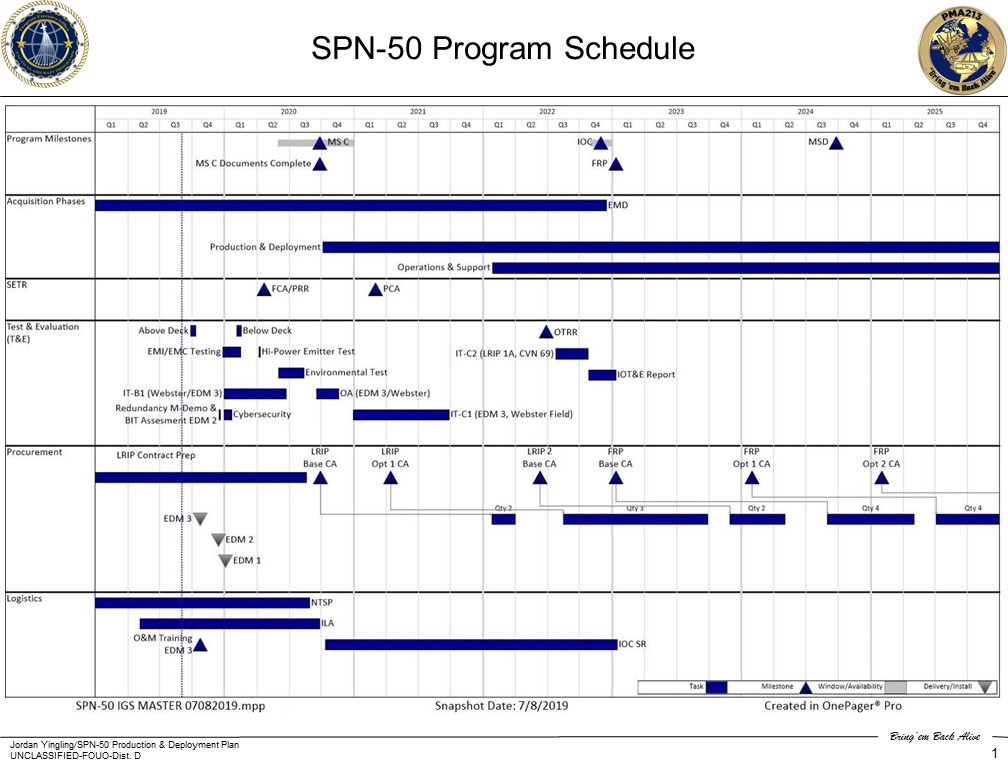 PMA213
"Bring 'em Back Alive"
SPN-50 Program Schedule
2019 2020 2021 2022 2023 2024 2025
Q1 Q2 Q3 Q4 Q1 Q2 Q3 Q4 Q1 Q2 Q3 Q4 Q1 Q2 Q3 Q4 Q1 Q2 Q3 Q4 Q1 Q2 Q3 Q4 Q1 Q2 Q3 Q4
Program Milestones
MS C IOC MSD
MS C Documents Complete FRP
Acquisition Phases
EMD
Production & Deployment
Operations & Support
SETR
FCA/PRR PCA
Test & Evaluation
(T&E)
Above Deck Below Deck OTRR
EMI/EMC Testing Hi-Power Emitter Test IT-C2 (LRIP 1A, CVN 69)
Environmental Test IOT&E Report
IT-B1 (Webster/EDM 3) OA (EDM 3/Webster)
Redundancy M-Demo &
BIT Assesment EDM 2 Cybersecurity IT-C1 (EDM 3, Webster Field)
Procurement
LRIP Contract Prep
LRIP
Base CA
LRIP
Opt 1 CA
LRIP 2
Base CA
FRP
Base CA
FRP
Opt 1 CA
FRP
Opt 2 CA
Qty 2 Qty 3 Qty 2 Qty 4 Qty 4
EDM 3
EDM 2
EDM 1
Logistics
NTSP
ILA
O&M Training
EDM 3
IOC SR
Task Milestone Window/Availability Delivery/Install
SPN-50 IGS MASTER 07082019.mpp Snapshot Date: 7/8/2019 Created in OnePager® Pro
Bring 'em Back Alive
Jordan Yingling/SPN-50 Production & Deployment Plan
UNCLASSIFIED-FOUO-Dist. D
1